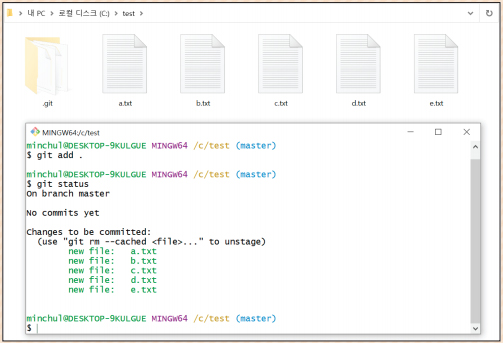 내 PC > 로컬 디스크 (C:) > test >
.git a.txt b.txt c.txt d.txt e.txt
MINGW64:/c/test
minchul@DESKTOP-9KULGUE MINGW64 /c/test (master)
$ git add .
minchul@DESKTOP-9KULGUE MINGW64 /c/test (master)
$ git status
On branch master
No commits yet
Changes to be committed:
(use "git rm --cached <file>..." to unstage)
new file: a.txt
new file: b.txt
new file: c.txt
new file: d.txt
new file: e.txt
minchul@DESKTOP-9KULGUE MINGW64 /c/test (master)
$